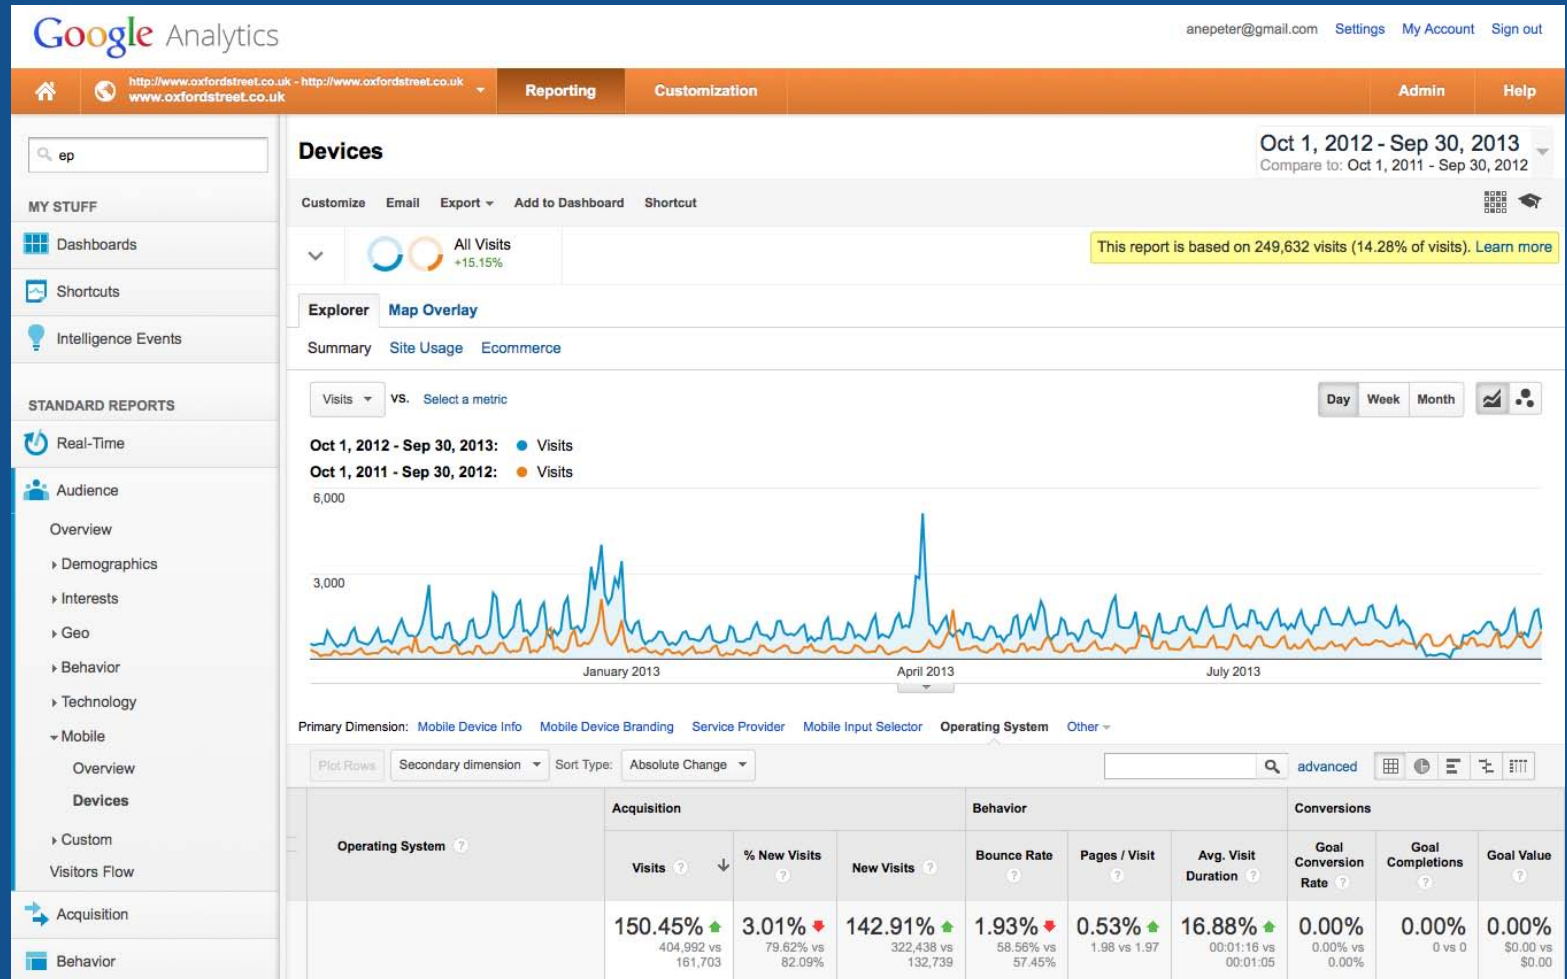 Google Analytics
anepeter@gmail.com Settings My Account Sign out
http://www.oxfordstreet.co.uk - http://www.oxfordstreet.co.uk
www.oxfordstreet.co.uk
Reporting Customization Admin Help
ep
MY STUFF
Dashboards
Shortcuts
Intelligence Events
STANDARD REPORTS
Real-Time
Audience
Overview
Demographics
Interests
Geo
Behavior
Technology
Mobile
Overview
Devices
Custom
Visitors Flow
Acquisition
Behavior
Devices
Oct 1, 2012 - Sep 30, 2013
Compare to: Oct 1, 2011 - Sep 30, 2012
Customize Email Export Add to Dashboard Shortcut
All Visits
+15.15%
This report is based on 249,632 visits (14.28% of visits). Learn more
Explorer Map Overlay
Summary Site Usage Ecommerce
Visits VS. Select a metric
Day Week Month
Oct 1, 2012 - Sep 30, 2013: Visits
Oct 1, 2011 - Sep 30, 2012: Visits
6,000
3,000
January 2013 April 2013 July 2013
Primary Dimension: Mobile Device Info Mobile Device Branding Service Provider Mobile Input Selector Operating System Other
Plot Rows Secondary dimension Sort Type: Absolute Change advanced
Acquisition Behavior Conversions
Operating System ?
Visits ? % New Visits ? New Visits ? Bounce Rate ? Pages / Visit ? Avg. Visit Duration ? Goal Conversion Rate ? Goal Completions ? Goal Value ?
150.45% 3.01% 142.91% 1.93% 0.53% 16.88% 0.00% 0.00% 0.00%
404,992 vs 79.62% vs 322,438 vs 58.56% vs 1.98 vs 1.97 00:01:16 vs 0.00% vs 0 vs 0 $0.00 vs
161,703 82.09% 132,739 57.45% 00:01:05 0.00% $0.00